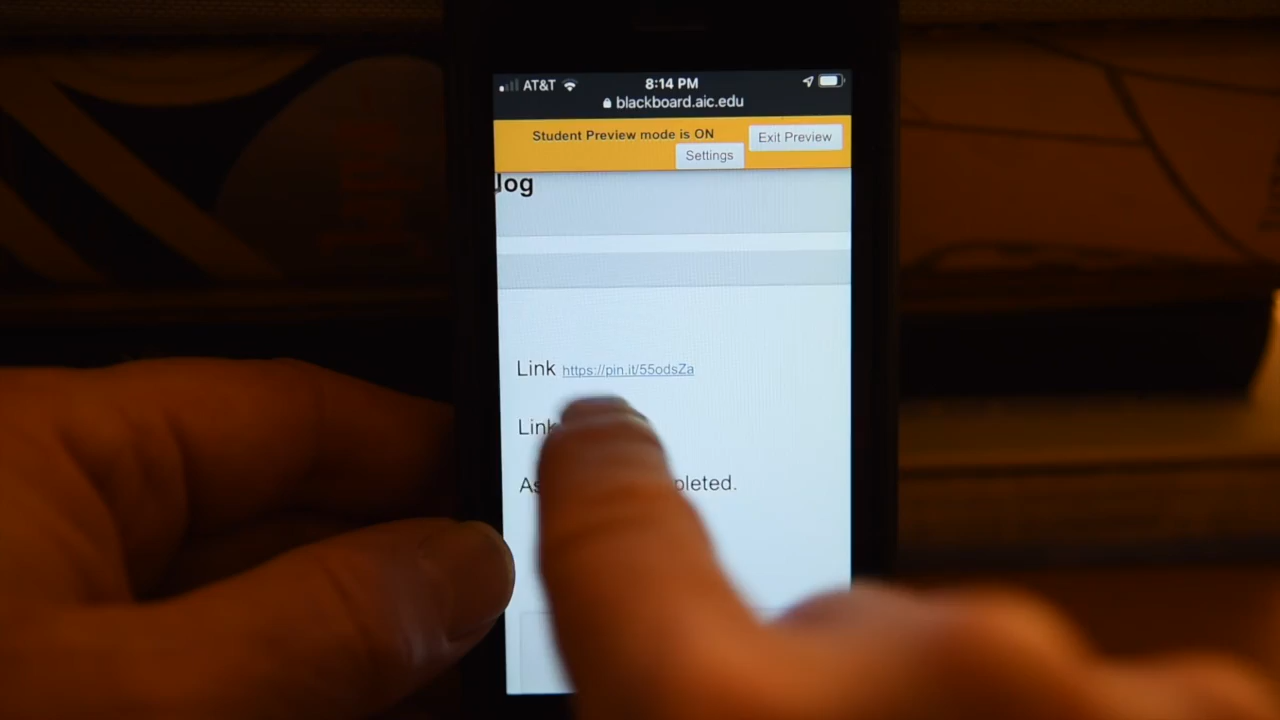 AT&T 8:14 PM
blackboard.aic.edu
Student Preview mode is ON Exit Preview
Settings
log
Link https://pin.it/55odsZa
Link